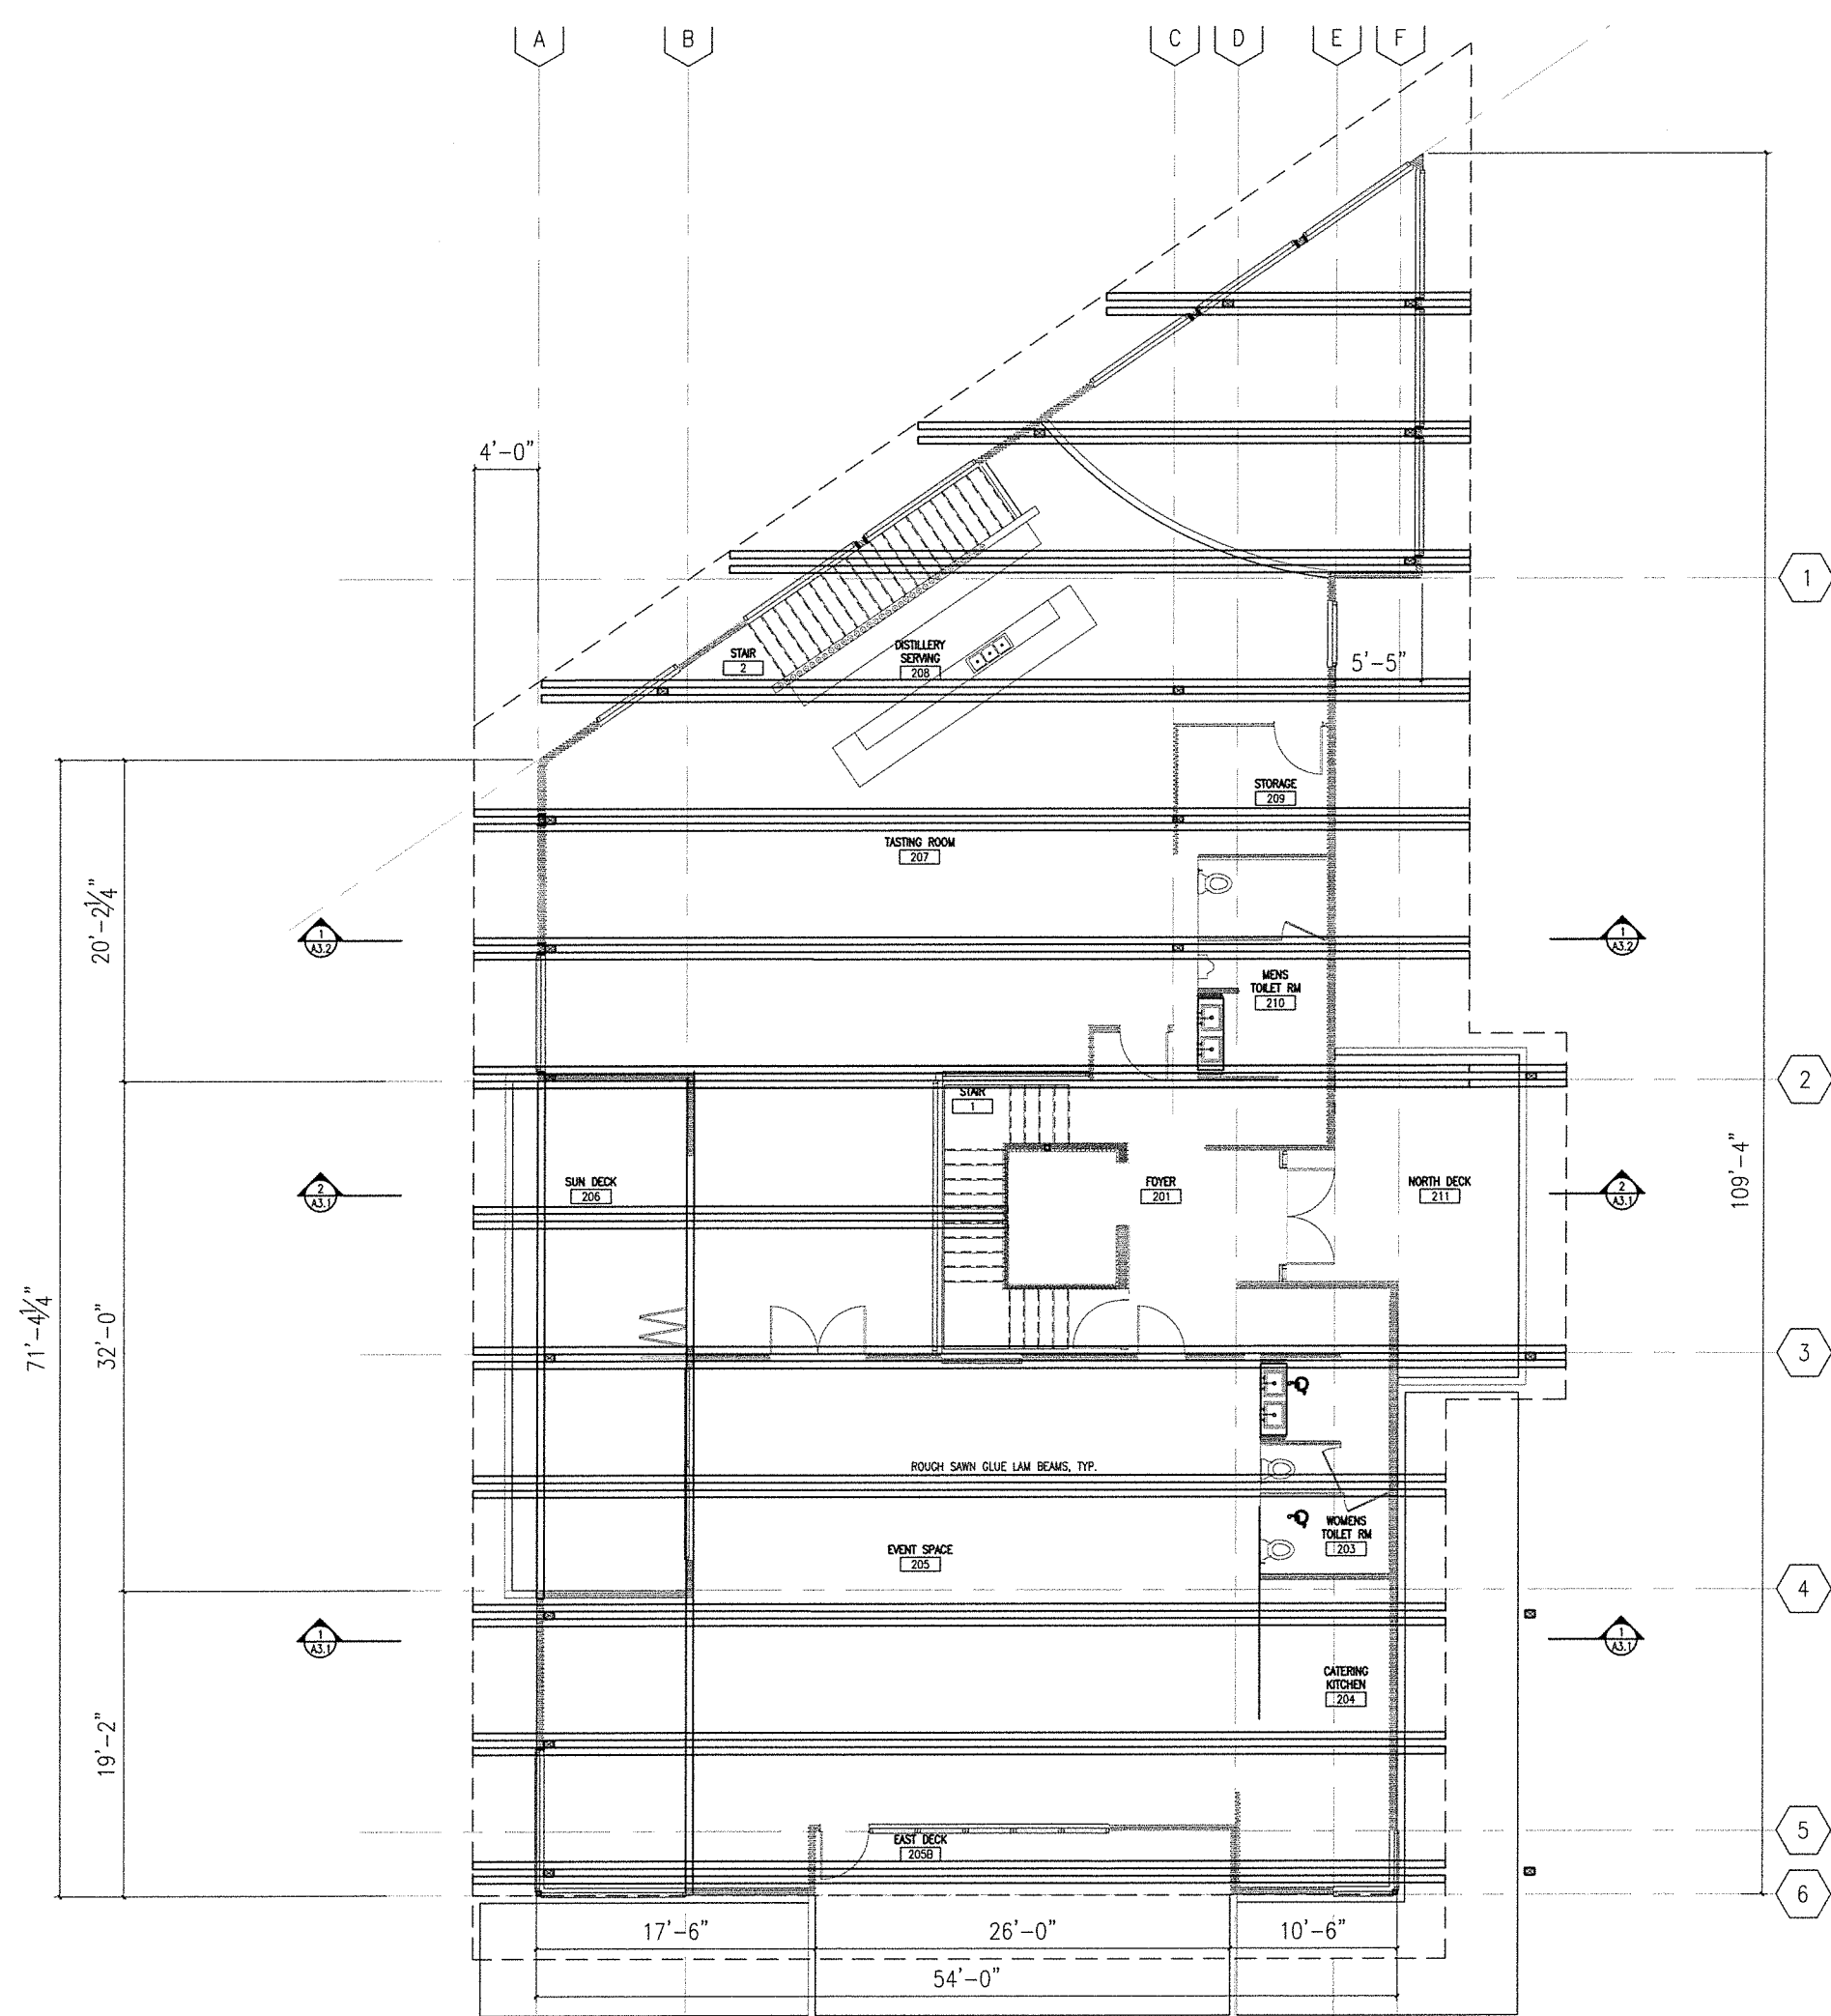 A
B
C
D
E
F
4'-0"
1
STAIR
2
DISTILLERY
SERVING
208
5'-5"
STORAGE
209
TASTING ROOM
207
20'-2¼"
1
A3.2
1
A3.2
MENS
TOILET RM
210
2
STAIR
1
SUN DECK
206
FOYER
201
NORTH DECK
211
2
A3.1
2
A3.1
109'-4"
71'-4¼"
32'-0"
3
ROUGH SAWN GLUE LAM BEAMS, TYP.
WOMENS
TOILET RM
203
EVENT SPACE
205
4
1
A3.1
1
A3.1
CATERING
KITCHEN
204
19'-2"
EAST DECK
205B
5
6
17'-6"
26'-0"
10'-6"
54'-0"